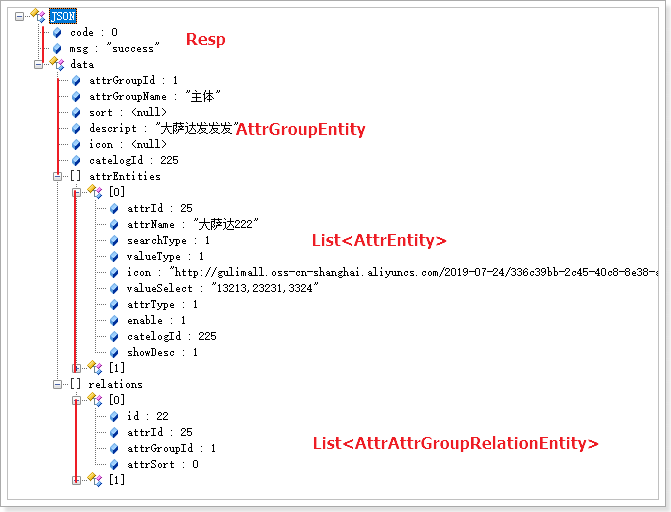 JSON
code : 0
Resp
msg : "success"
data
attrGroupId : 1
attrGroupName : "主体"
sort : <null>
descript : "大萨达发发发"
AttrGroupEntity
icon : <null>
catelogId : 225
[] attrEntities
[0]
attrId : 25
attrName : "大萨达222"
searchType : 1
List<AttrEntity>
valueType : 1
icon : "http://gulimall.oss-cn-shanghai.aliyuncs.com/2019-07-24/336c39bb-2c45-40c8-8e38-a
valueSelect : "13213,23231,3324"
attrType : 1
enable : 1
catelogId : 225
showDesc : 1
[1]
[] relations
[0]
id : 22
attrId : 25
attrGroupId : 1
List<AttrAttrGroupRelationEntity>
attrSort : 0
[1]